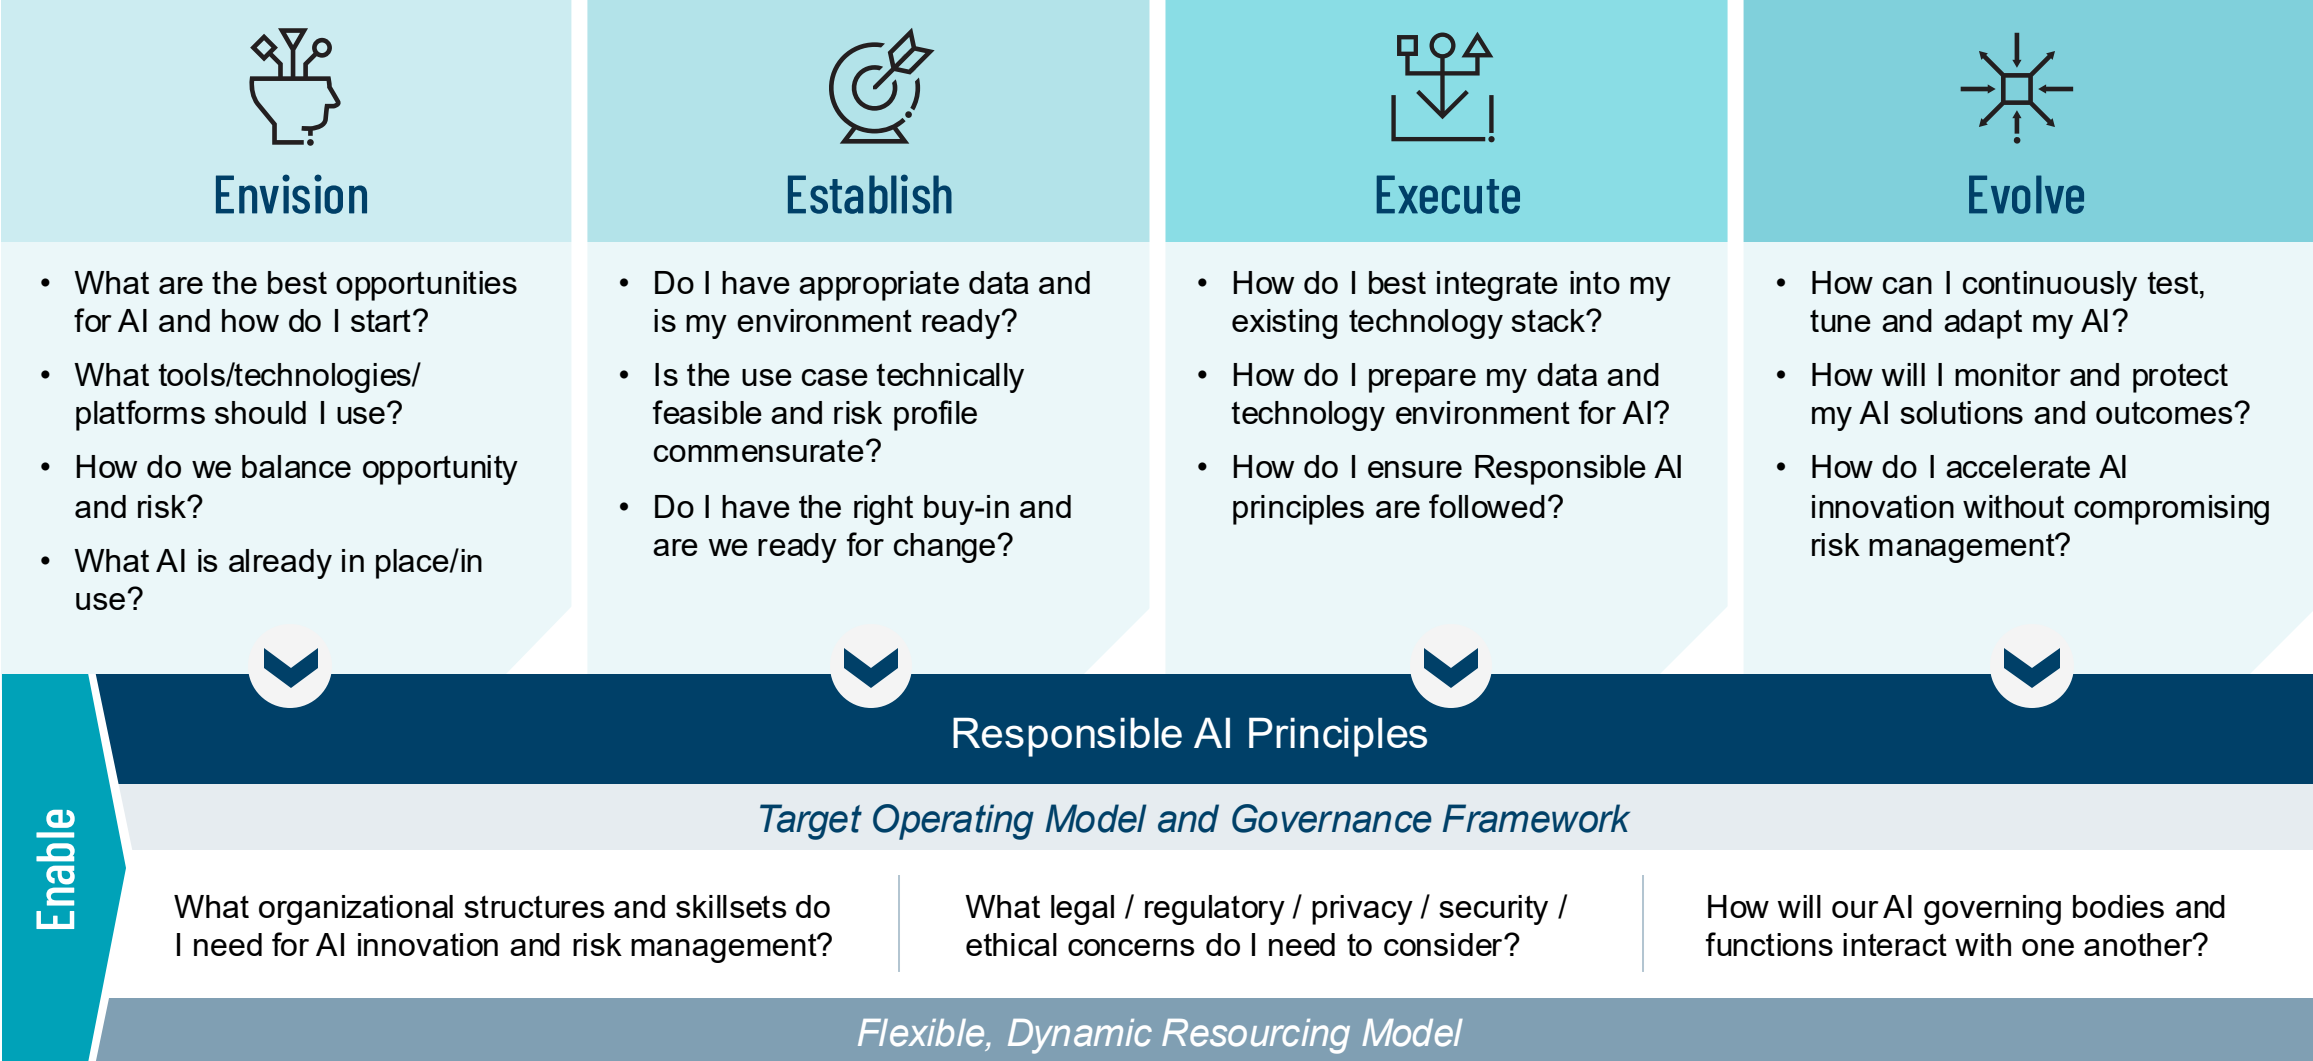 Envision
• What are the best opportunities
for AI and how do I start?
• What tools/technologies/
platforms should I use?
• How do we balance opportunity
and risk?
• What AI is already in place/in
use?
Establish
• Do I have appropriate data and
is my environment ready?
• Is the use case technically
feasible and risk profile
commensurate?
• Do I have the right buy-in and
are we ready for change?
Execute
• How do I best integrate into my
existing technology stack?
• How do I prepare my data and
technology environment for AI?
• How do I ensure Responsible AI
principles are followed?
Evolve
• How can I continuously test,
tune and adapt my AI?
• How will I monitor and protect
my AI solutions and outcomes?
• How do I accelerate AI
innovation without compromising
risk management?
Enable
Responsible AI Principles
Target Operating Model and Governance Framework
What organizational structures and skillsets do
I need for AI innovation and risk management?
What legal / regulatory / privacy / security /
ethical concerns do I need to consider?
How will our AI governing bodies and
functions interact with one another?
Flexible, Dynamic Resourcing Model